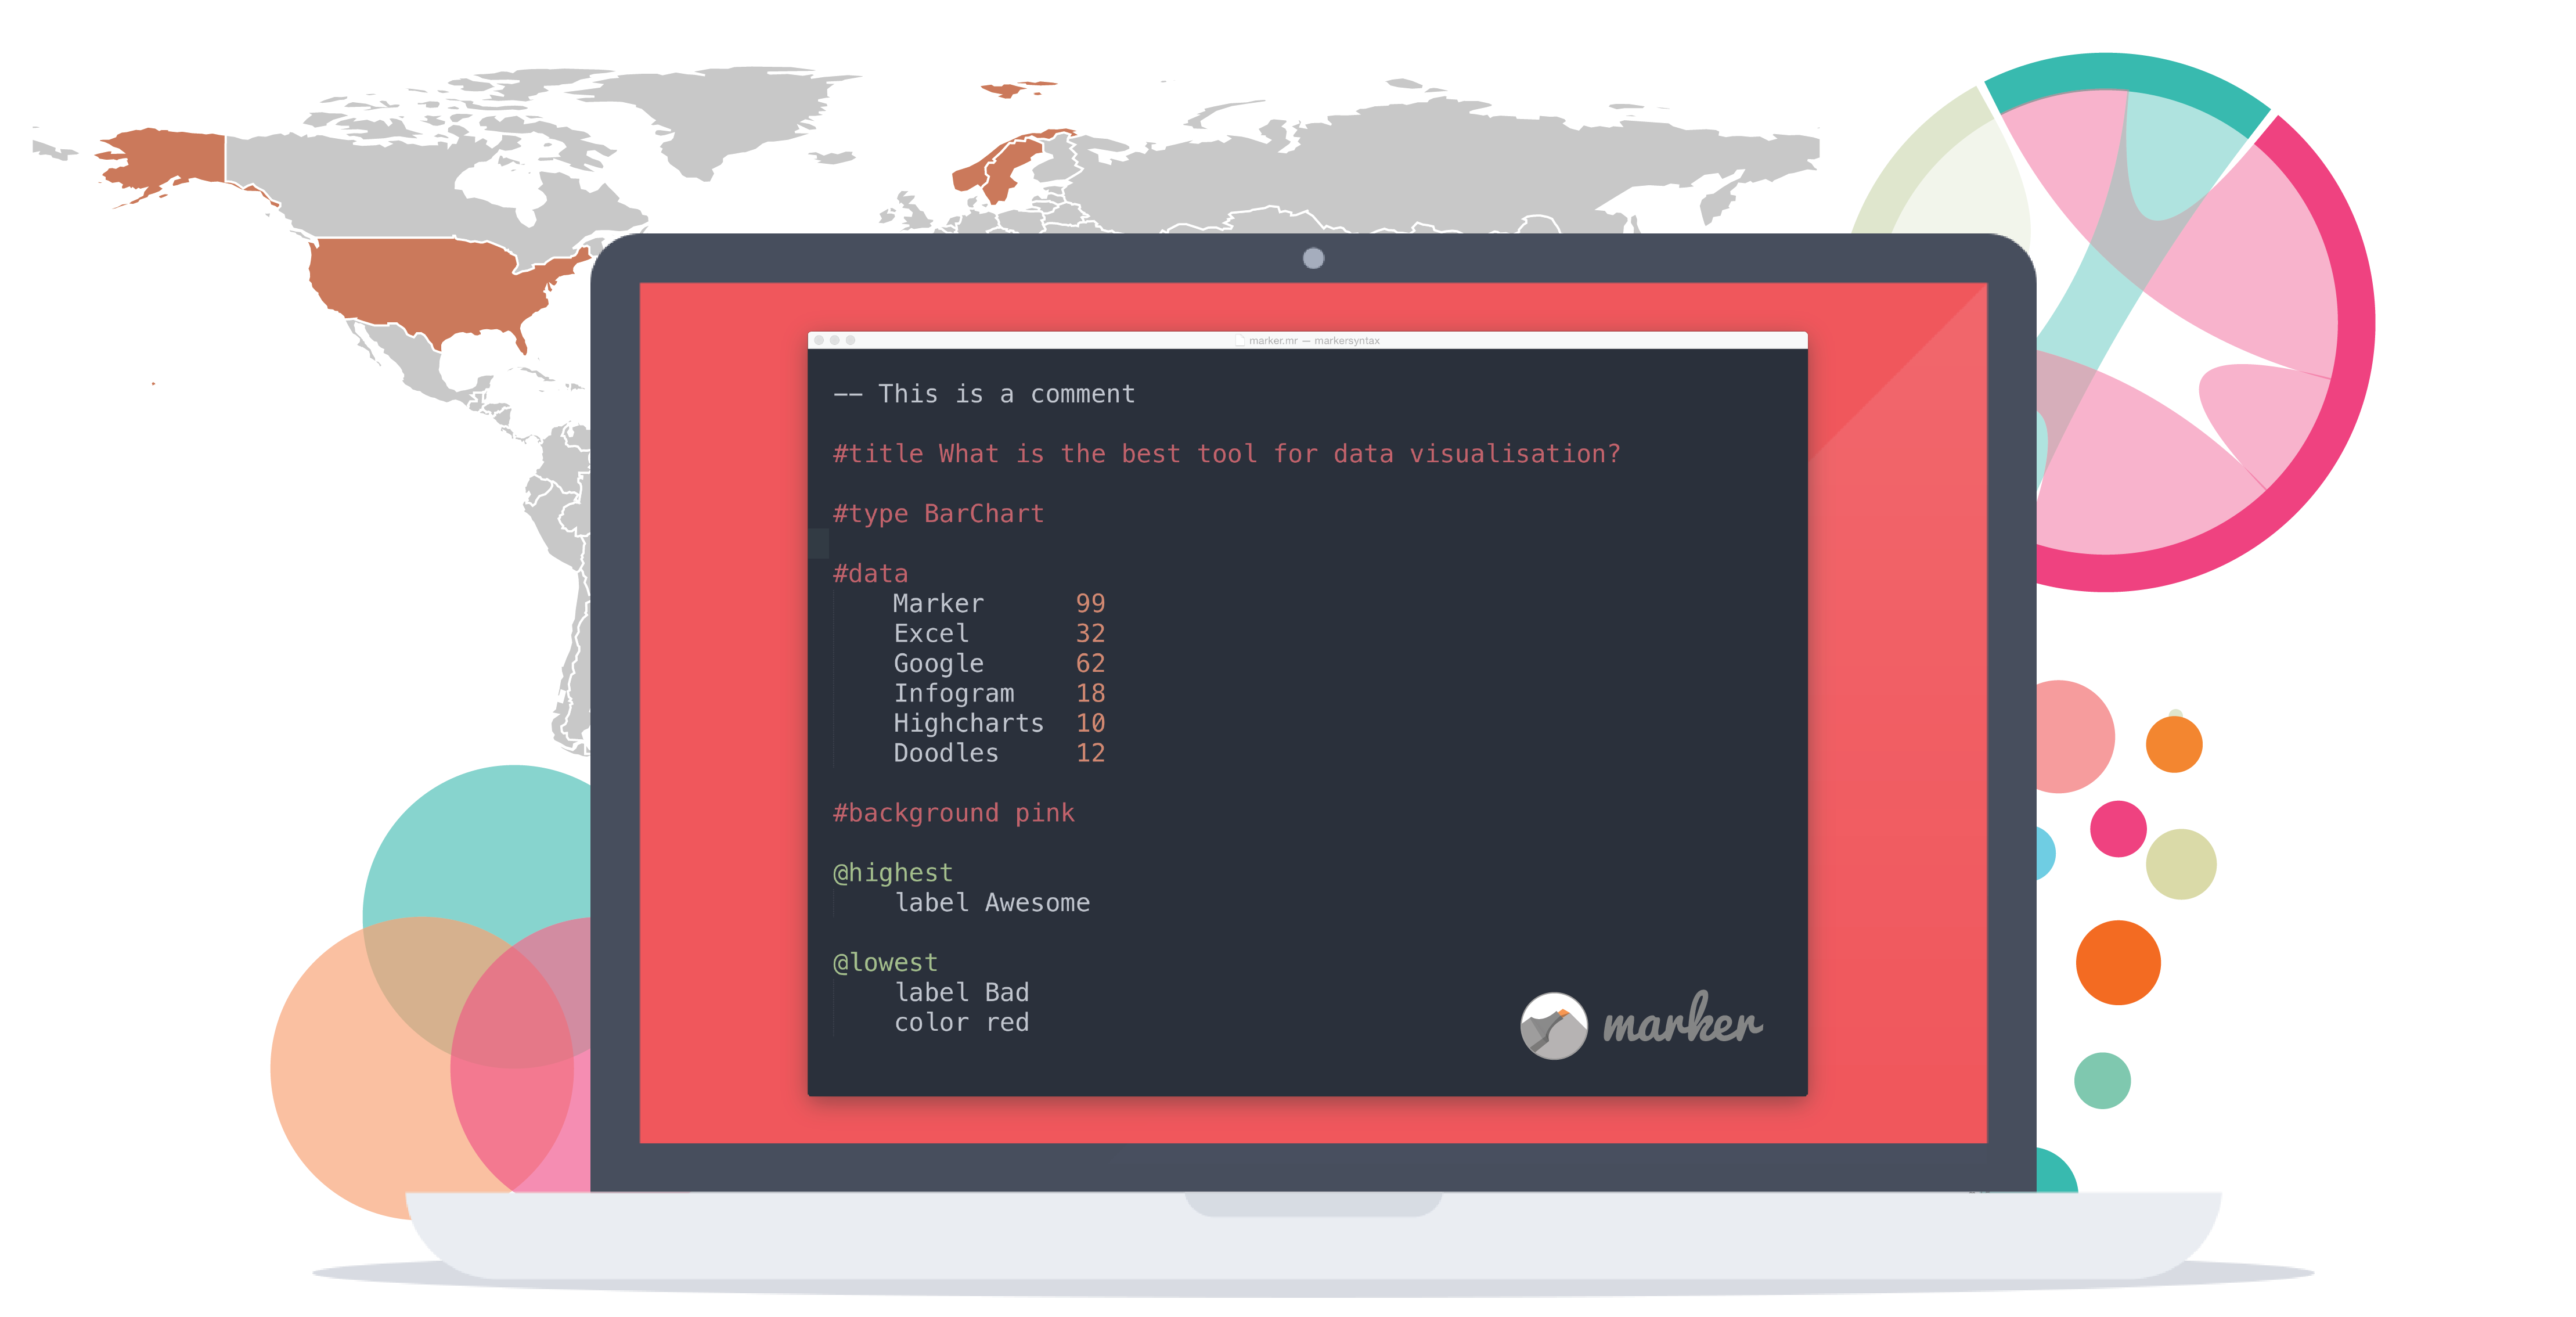 marker.mr — markersyntax
-- This is a comment
#title What is the best tool for data visualisation?
#type BarChart
#data
Marker 99
Excel 32
Google 62
Infogram 18
Highcharts 10
Doodles 12
#background pink
@highest
label Awesome
@lowest
label Bad
color red
marker